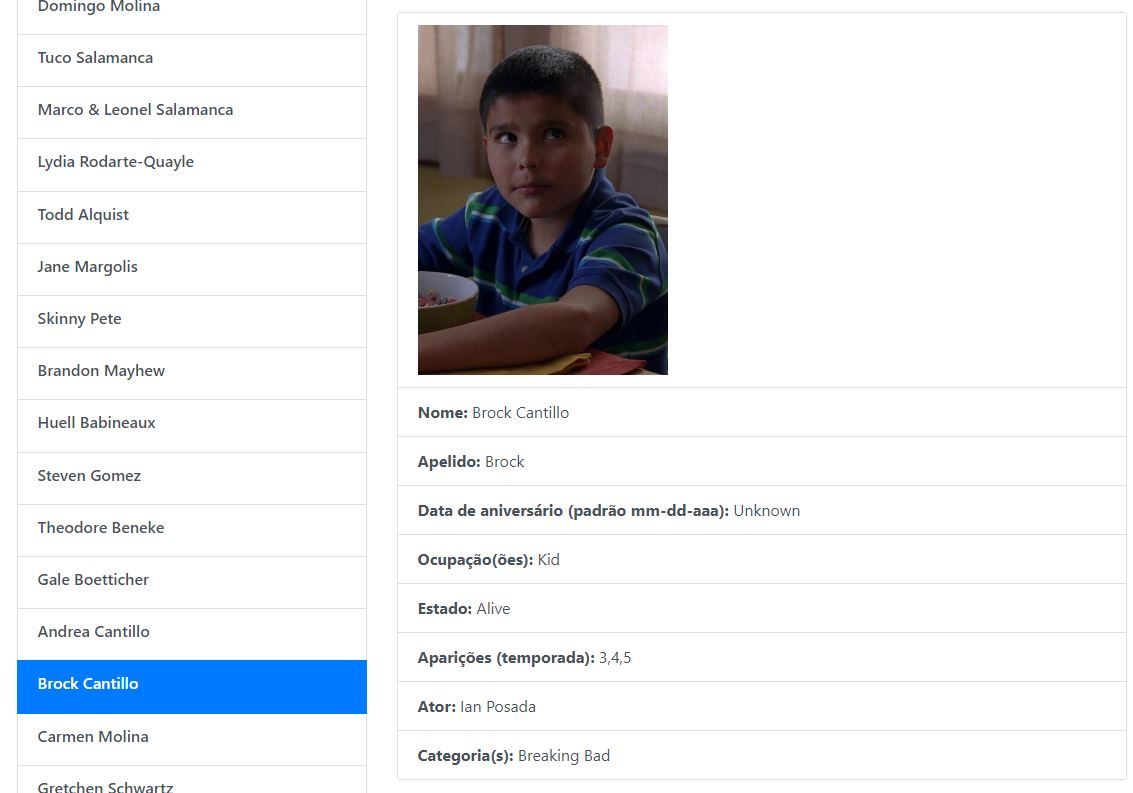 Domingo Molina
Tuco Salamanca
Marco & Leonel Salamanca
Lydia Rodarte-Quayle
Todd Alquist
Jane Margolis
Skinny Pete
Brandon Mayhew
Huell Babineaux
Steven Gomez
Theodore Beneke
Gale Boetticher
Andrea Cantillo
Brock Cantillo
Carmen Molina
Gretchen Schwartz
Nome: Brock Cantillo
Apelido: Brock
Data de aniversário (padrão mm-dd-aaa): Unknown
Ocupação(ões): Kid
Estado: Alive
Aparições (temporada): 3,4,5
Ator: Ian Posada
Categoria(s): Breaking Bad